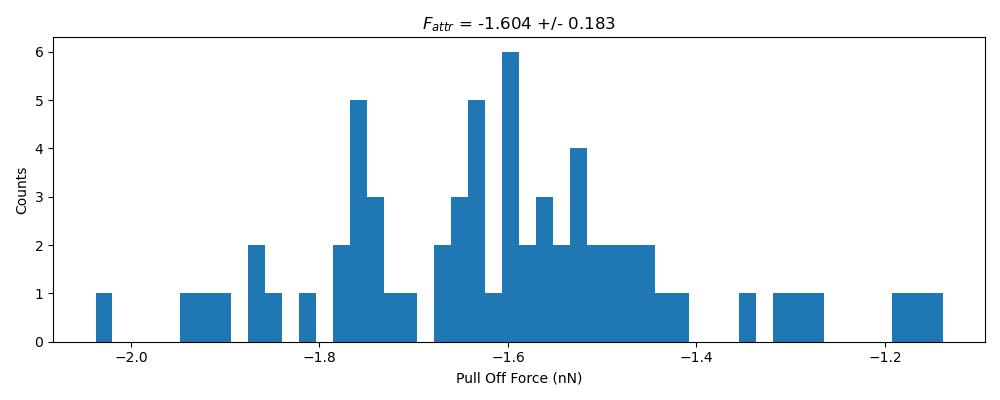 F_attr = -1.604 +/- 0.183
6
5
4
3
2
1
0
Counts
−2.0 −1.8 −1.6 −1.4 −1.2
Pull Off Force (nN)